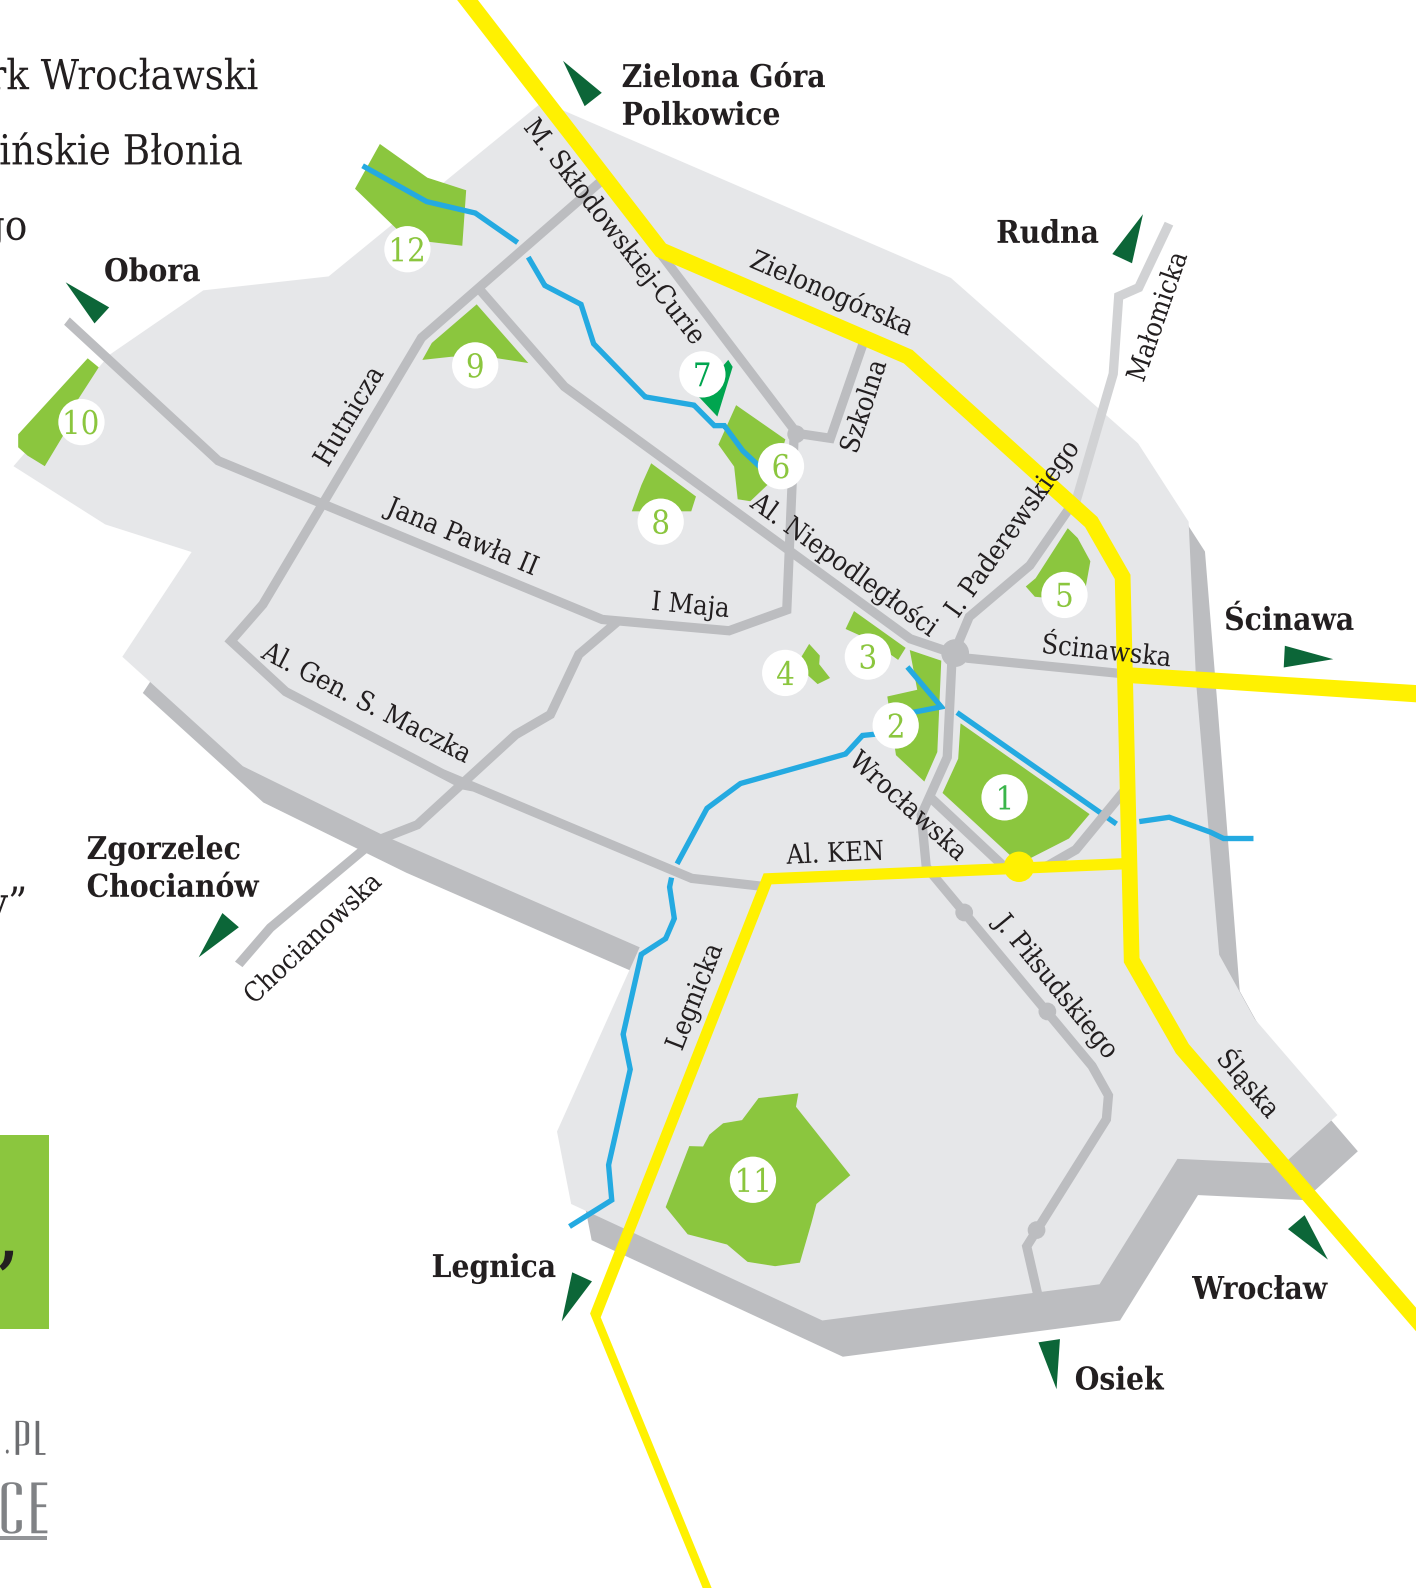 rk Wrocławski
ińskie Błonia
go
Zielona Góra
Polkowice
M. Skłodowskiej-Curie
Rudna
Małomicka
Zielonogórska
12
Obora
9
7
Szkolna
10
Hutnicza
6
8
Al. Niepodległości
I. Paderewskiego
Jana Pawła II
I Maja
5
Ścinawa
Ścinawska
3
4
2
Al. Gen. S. Maczka
Wrocławska
1
Al. KEN
Zgorzelec
Chocianów
y”
Chocianowska
Legnicka
J. Piłsudskiego
Śląska
11
Legnica
Wrocław
Osiek
”
.PL
CE